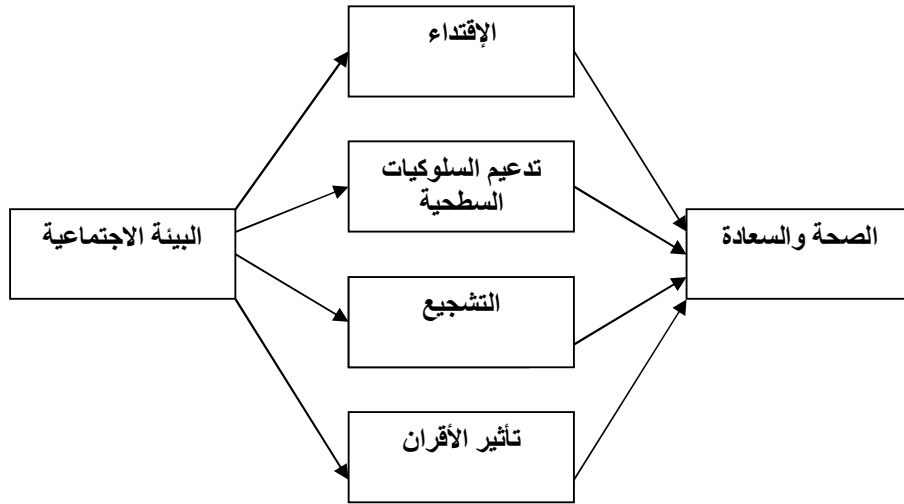 الإقتداء
تدعيم السلوكيات
السطحية
البيئة الاجتماعية
الصحة والسعادة
التشجيع
تأثير الأقران